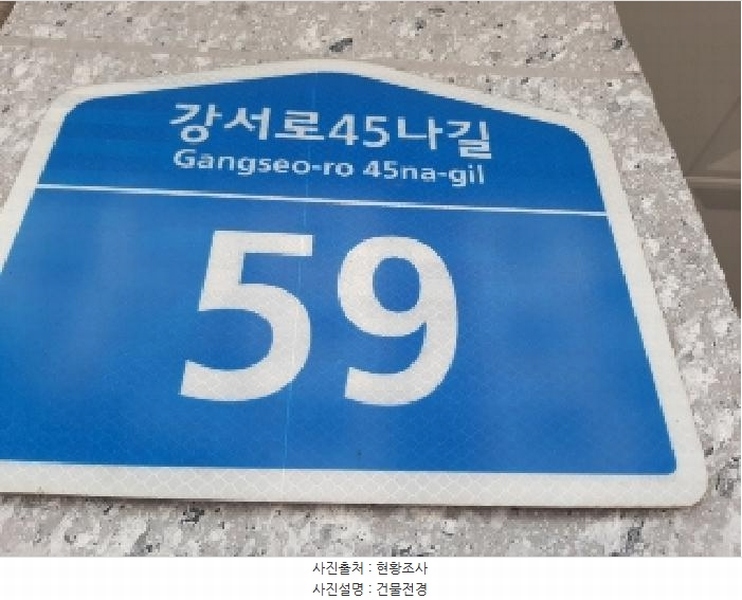 강서로45나길
Gangseo-ro 45na-gil
59
사진출처 : 현황조사
사진설명 : 건물전경